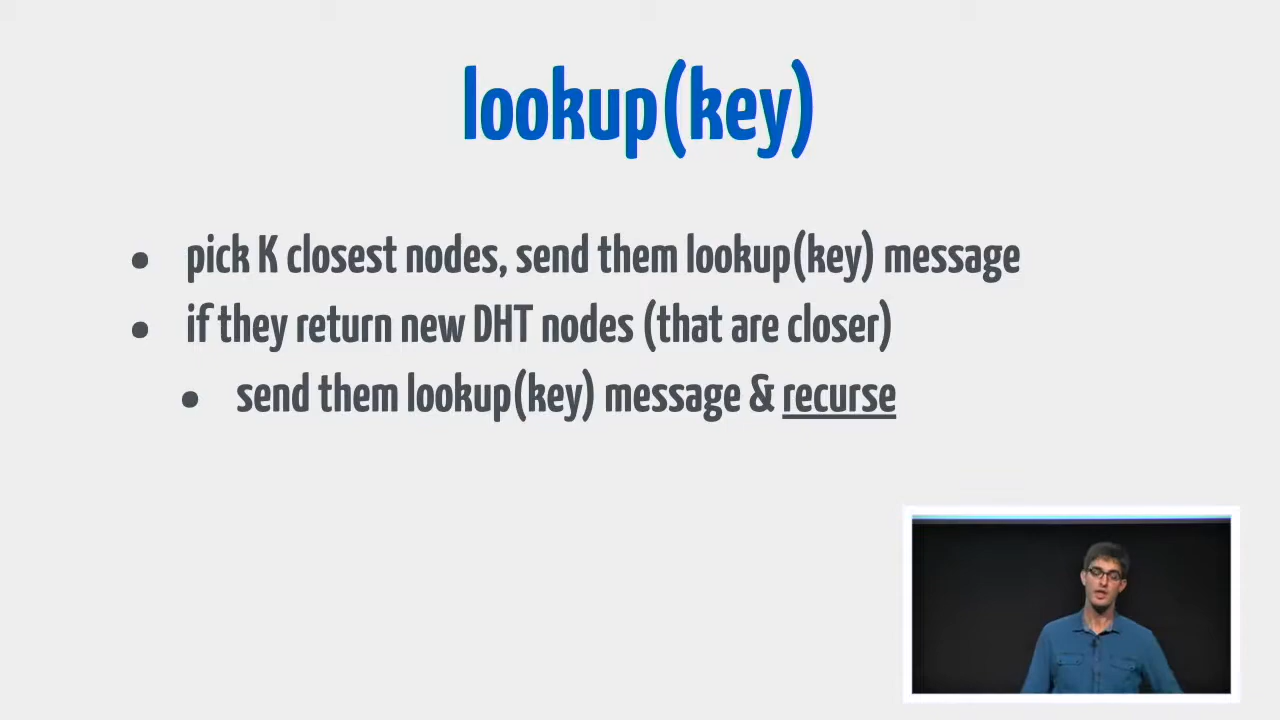 lookup(key)
pick K closest nodes, send them lookup(key) message
if they return new DHT nodes (that are closer)
send them lookup(key) message & recurse